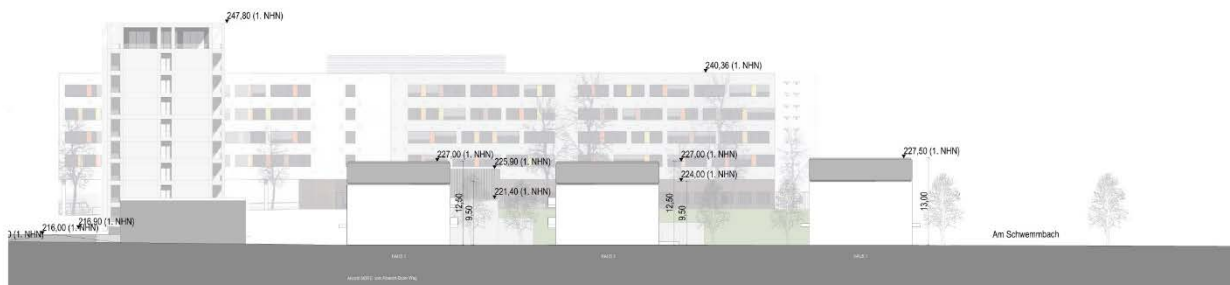 247,80 (1. NHN)
240,36 (1. NHN)
227,00 (1. NHN)
225,90 (1. NHN)
227,00 (1. NHN)
227,50 (1. NHN)
224,00 (1. NHN)
221,40 (1. NHN)
12,50
9,50
12,50
9,50
13,00
216,90 (1. NHN)
216,00 (1. NHN)
(1. NHN)
Am Schwemmbach